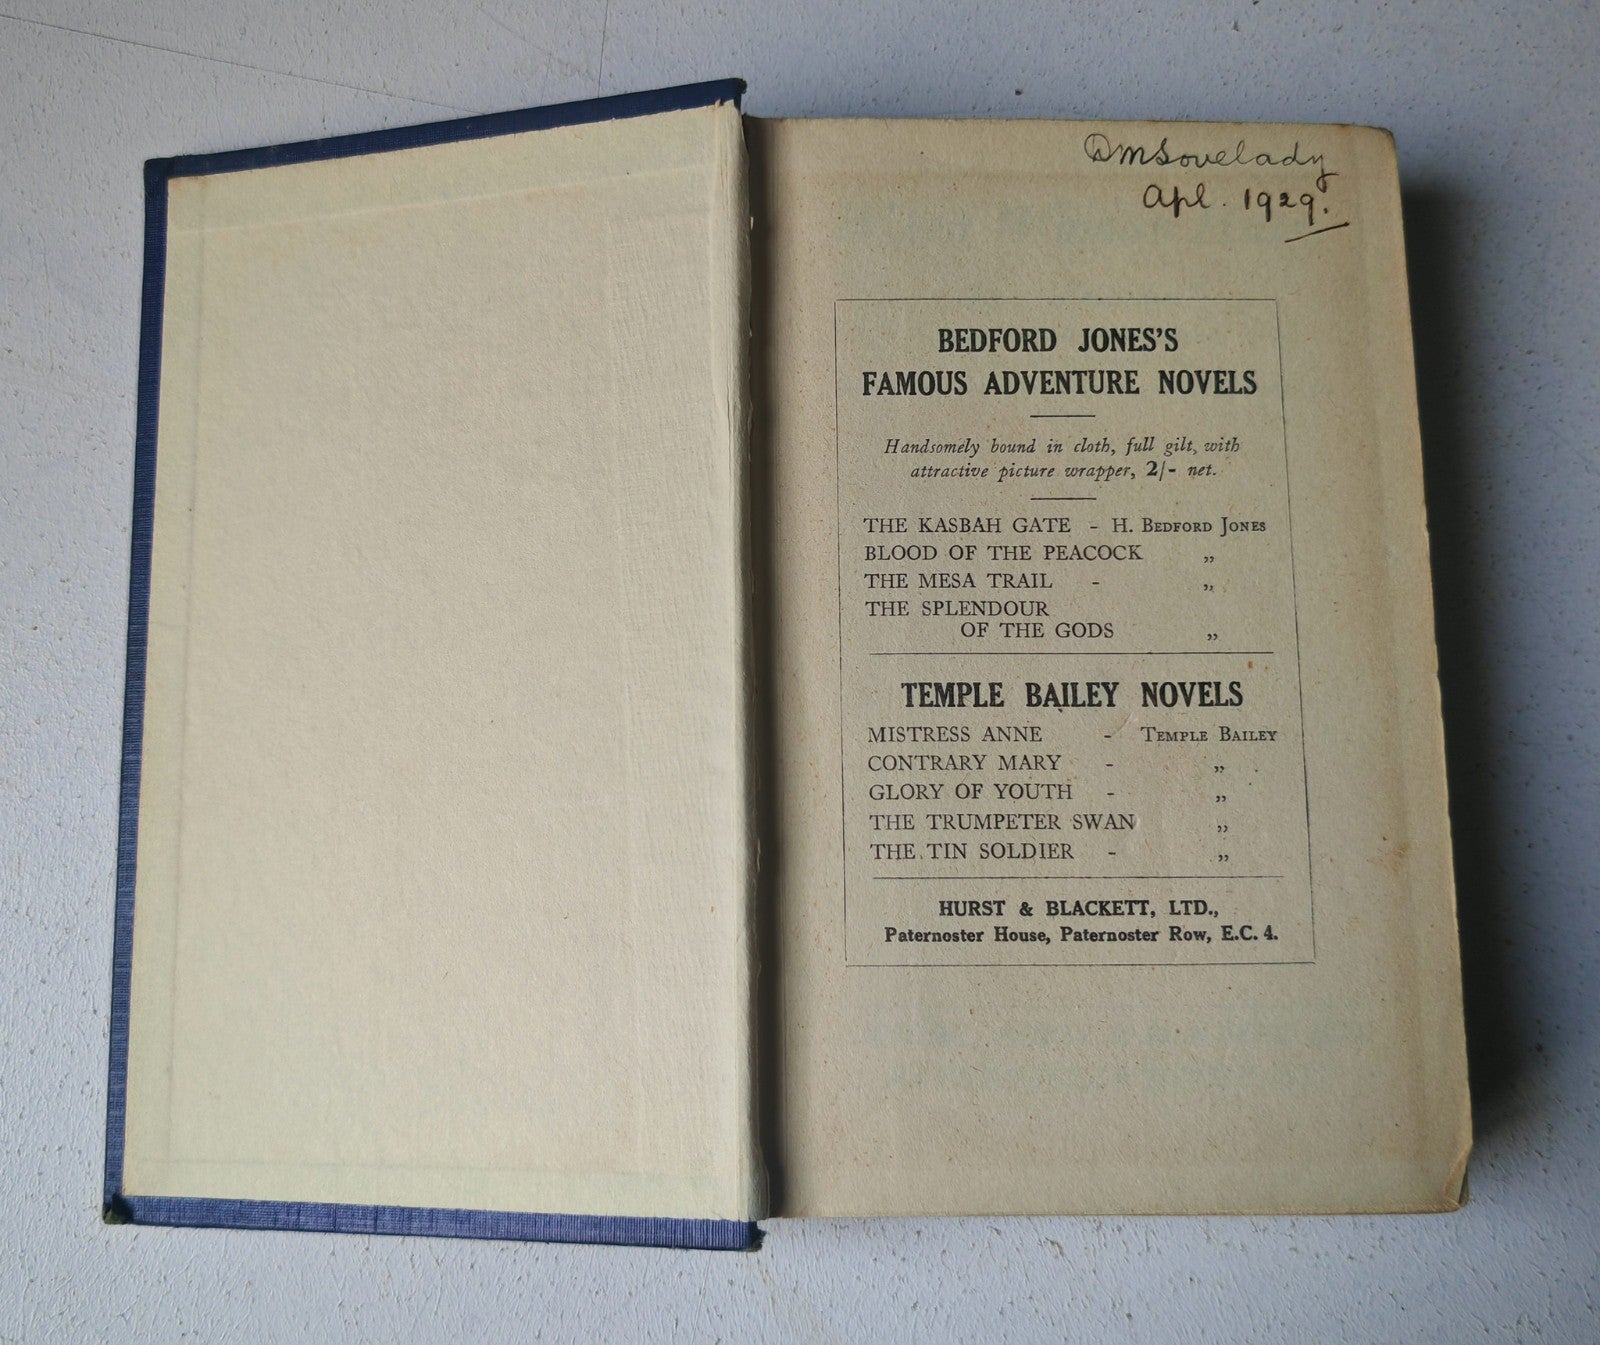 DMLovelady
Apl. 1929.
BEDFORD JONES'S
FAMOUS ADVENTURE NOVELS
Handsomely bound in cloth, full gilt, with
attractive picture wrapper, 2/- net.
THE KASBAH GATE - H. BEDFORD JONES
BLOOD OF THE PEACOCK „
THE MESA TRAIL - „
THE SPLENDOUR
OF THE GODS „
TEMPLE BAILEY NOVELS
MISTRESS ANNE - TEMPLE BAILEY
CONTRARY MARY - „
GLORY OF YOUTH - „
THE TRUMPETER SWAN „
THE TIN SOLDIER - „
HURST & BLACKETT, LTD.,
Paternoster House, Paternoster Row, E.C. 4.